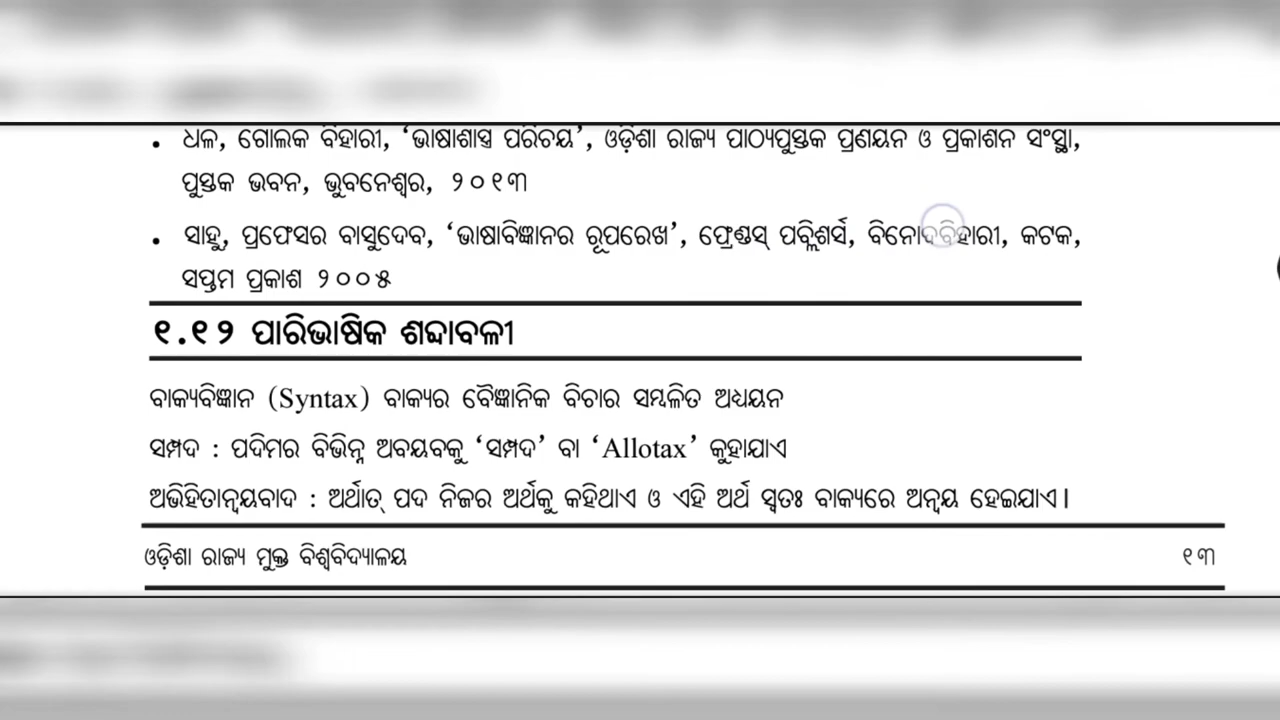 • ଧଳ, ଗୋଲକ ବିହାରୀ, ‘ଭାଷାଶାସ୍ତ୍ର ପରିଚୟ’, ଓଡ଼ିଶା ରାଜ୍ୟ ପାଠ୍ୟପୁସ୍ତକ ପ୍ରଣୟନ ଓ ପ୍ରକାଶନ ସଂସ୍ଥା,
ପୁସ୍ତକ ଭବନ, ଭୁବନେଶ୍ୱର, ୨୦୧୩
• ସାହୁ, ପ୍ରଫେସର ବାସୁଦେବ, ‘ଭାଷାବିଜ୍ଞାନର ରୂପରେଖ’, ଫ୍ରେଣ୍ଡସ୍ ପବ୍ଲିଶର୍ସ, ବିନୋଦବିହାରୀ, କଟକ,
ସପ୍ତମ ପ୍ରକାଶ ୨୦୦୫
୧.୧୨ ପାରିଭାଷିକ ଶବ୍ଦାବଳୀ
ବାକ୍ୟବିଜ୍ଞାନ (Syntax) ବାକ୍ୟର ବୈଜ୍ଞାନିକ ବିଚାର ସମ୍ବଳିତ ଅଧ୍ୟୟନ
ସମ୍ପଦ : ପଦିମର ବିଭିନ୍ନ ଅବୟବକୁ ‘ସମ୍ପଦ’ ବା ‘Allotax’ କୁହାଯାଏ
ଅଭିହିତାନ୍ୱୟବାଦ : ଅର୍ଥାତ୍ ପଦ ନିଜର ଅର୍ଥକୁ କହିଥାଏ ଓ ଏହି ଅର୍ଥ ସ୍ୱତଃ ବାକ୍ୟରେ ଅନ୍ୱୟ ହେଇଯାଏ।
ଓଡ଼ିଶା ରାଜ୍ୟ ମୁକ୍ତ ବିଶ୍ୱବିଦ୍ୟାଳୟ ୧୩